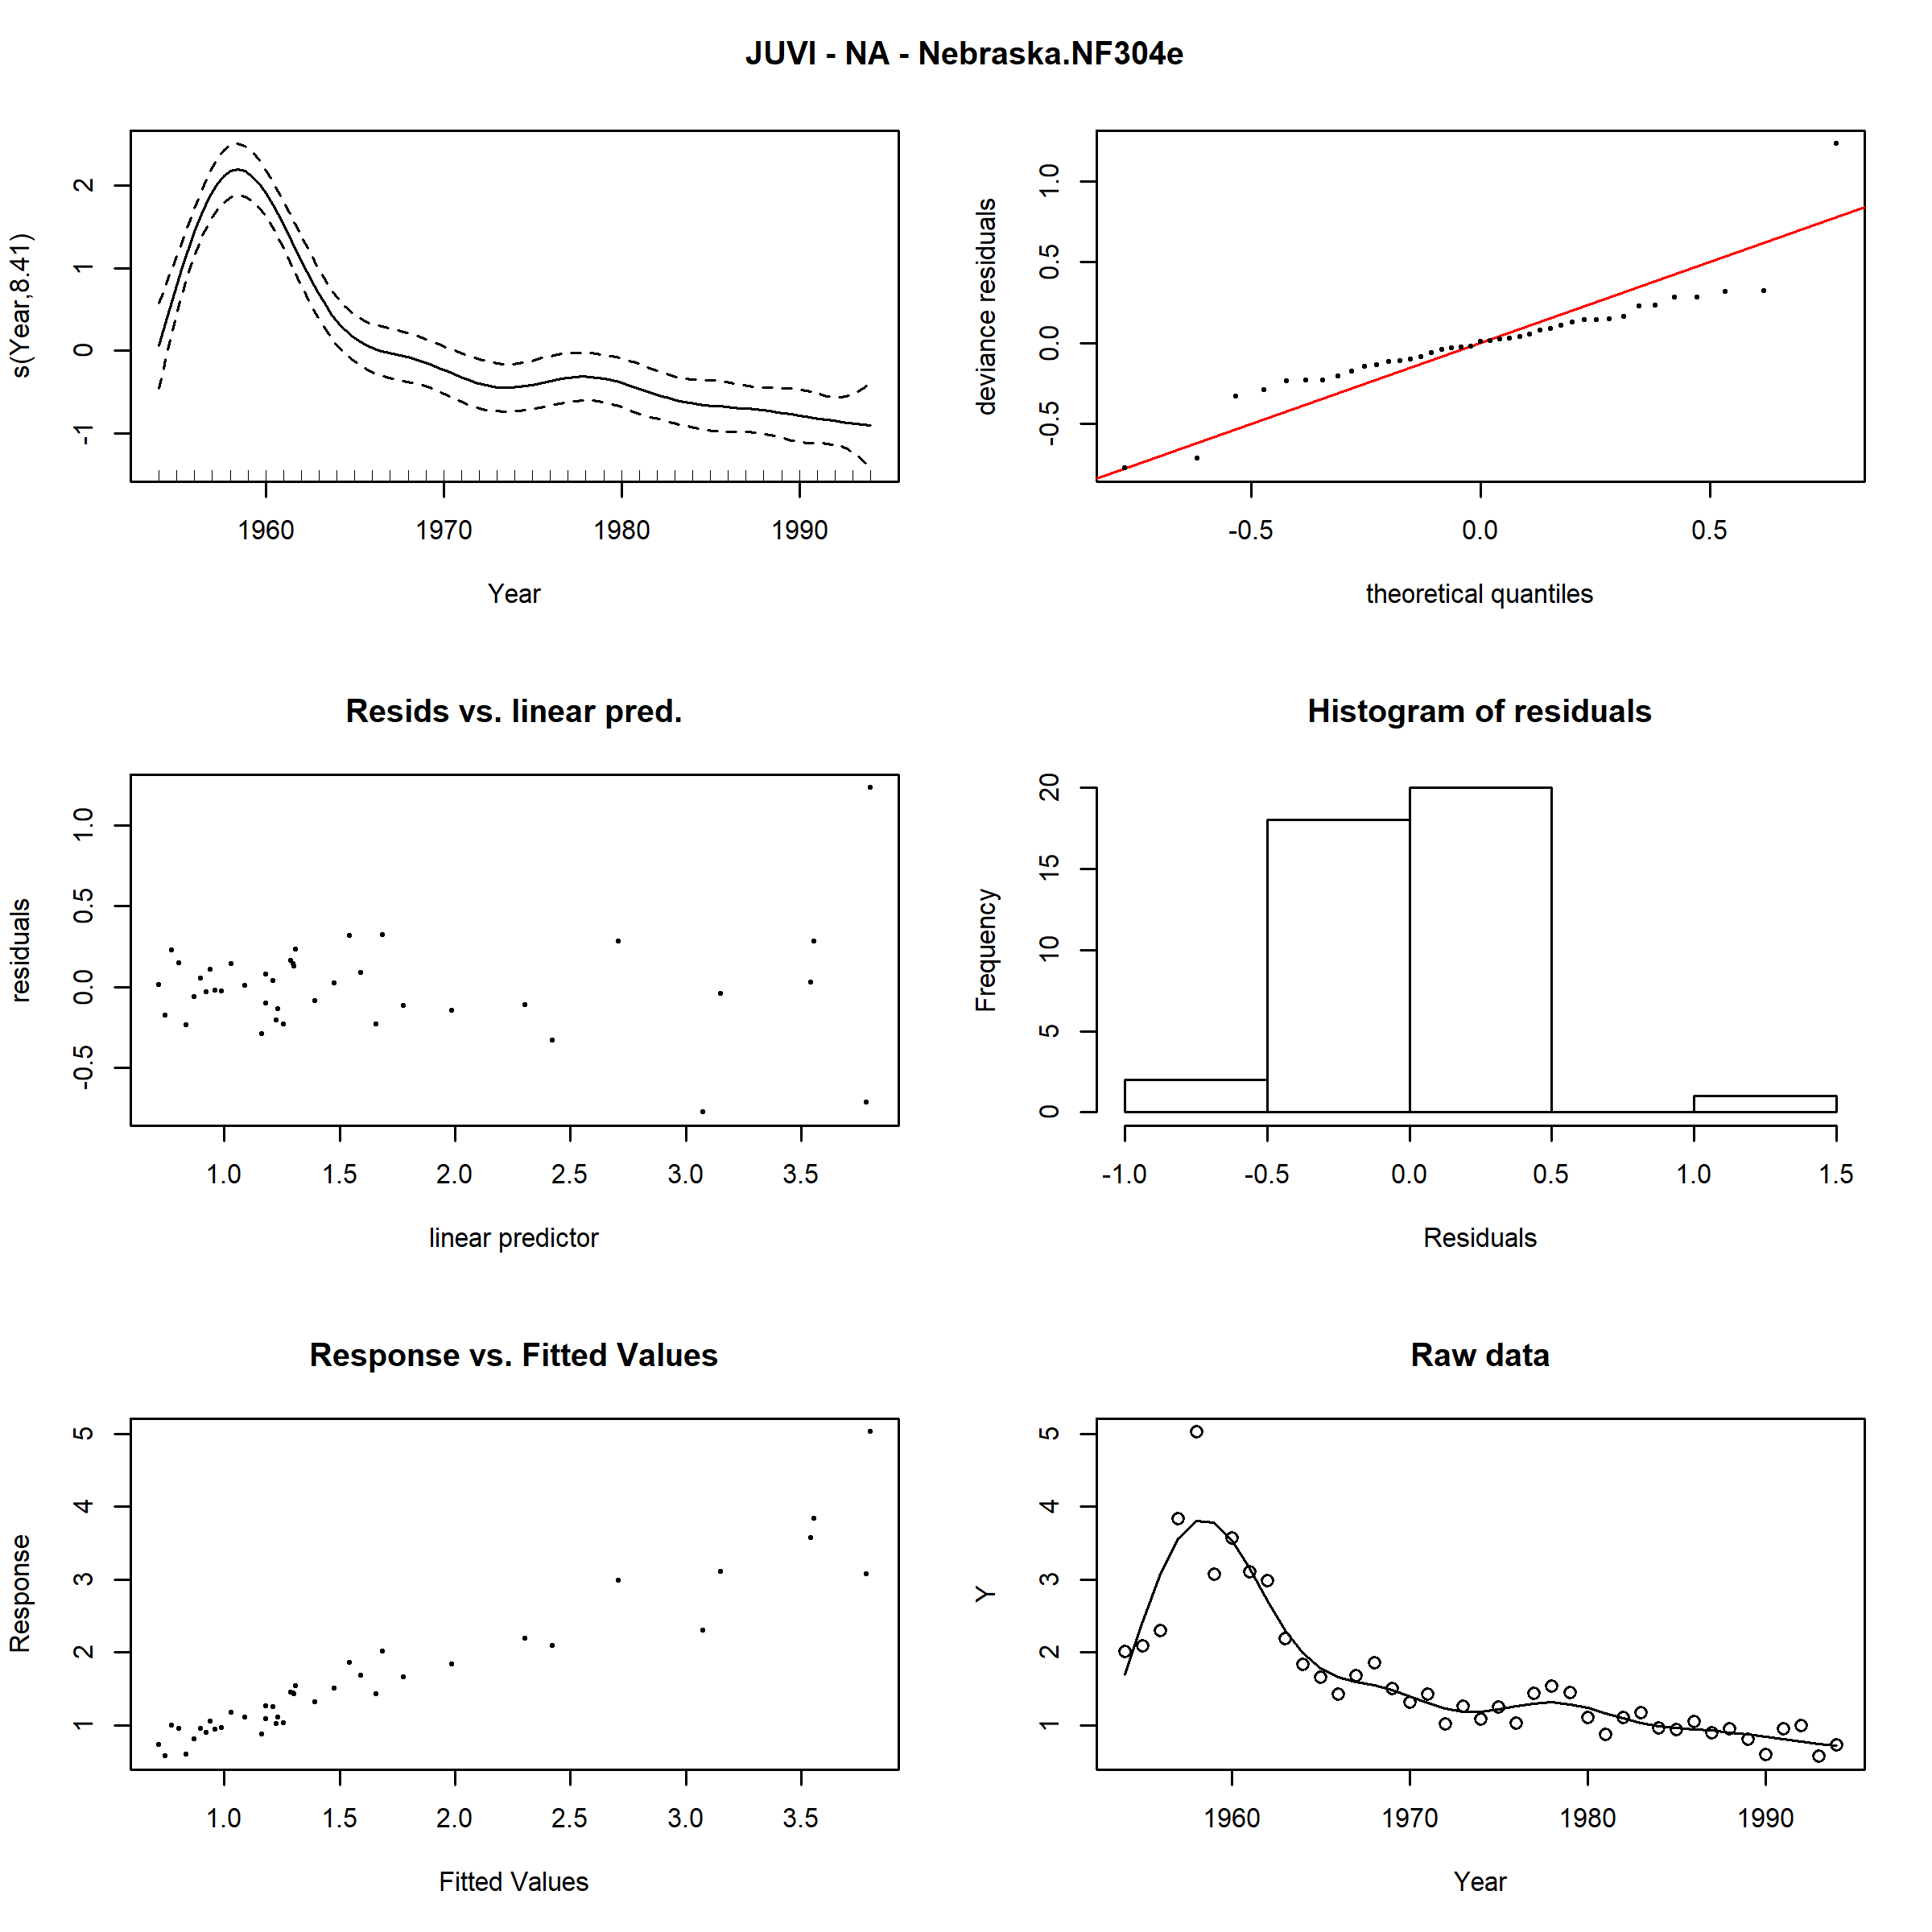 JUVI - NA - Nebraska.NF304e
s(Year,8.41)
2
1
0
-1
1960 1970 1980 1990
Year
deviance residuals
1.0
0.5
0.0
-0.5
-0.5 0.0 0.5
theoretical quantiles
Resids vs. linear pred.
residuals
1.0
0.5
0.0
-0.5
1.0 1.5 2.0 2.5 3.0 3.5
linear predictor
Histogram of residuals
Frequency
20
15
10
5
0
-1.0 -0.5 0.0 0.5 1.0 1.5
Residuals
Response vs. Fitted Values
Response
5
4
3
2
1
1.0 1.5 2.0 2.5 3.0 3.5
Fitted Values
Raw data
Y
5
4
3
2
1
1960 1970 1980 1990
Year